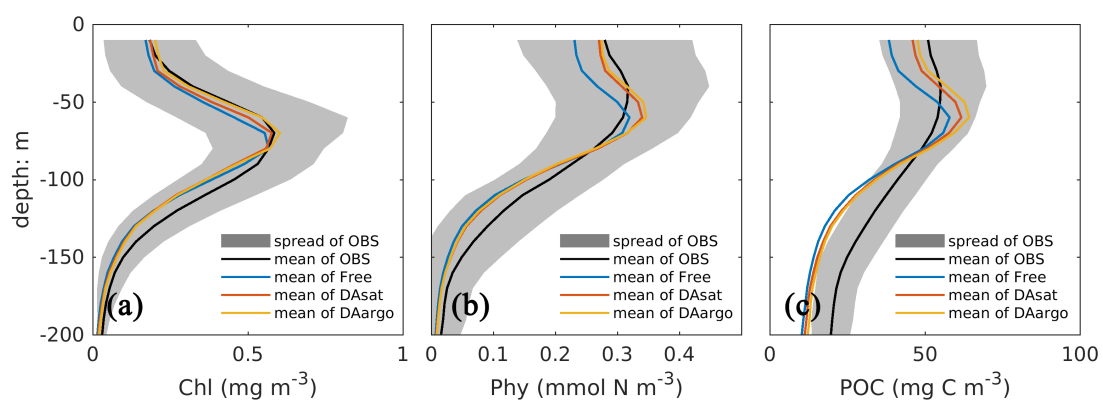 depth: m
0
-50
-100
-150
-200
spread of OBS
mean of OBS
mean of Free
mean of DAsat
mean of DAargo
(a)
0 0.5 1
Chl (mg m⁻³)
spread of OBS
mean of OBS
mean of Free
mean of DAsat
mean of DAargo
(b)
0 0.1 0.2 0.3 0.4
Phy (mmol N m⁻³)
spread of OBS
mean of OBS
mean of Free
mean of DAsat
mean of DAargo
(c)
0 50 100
POC (mg C m⁻³)